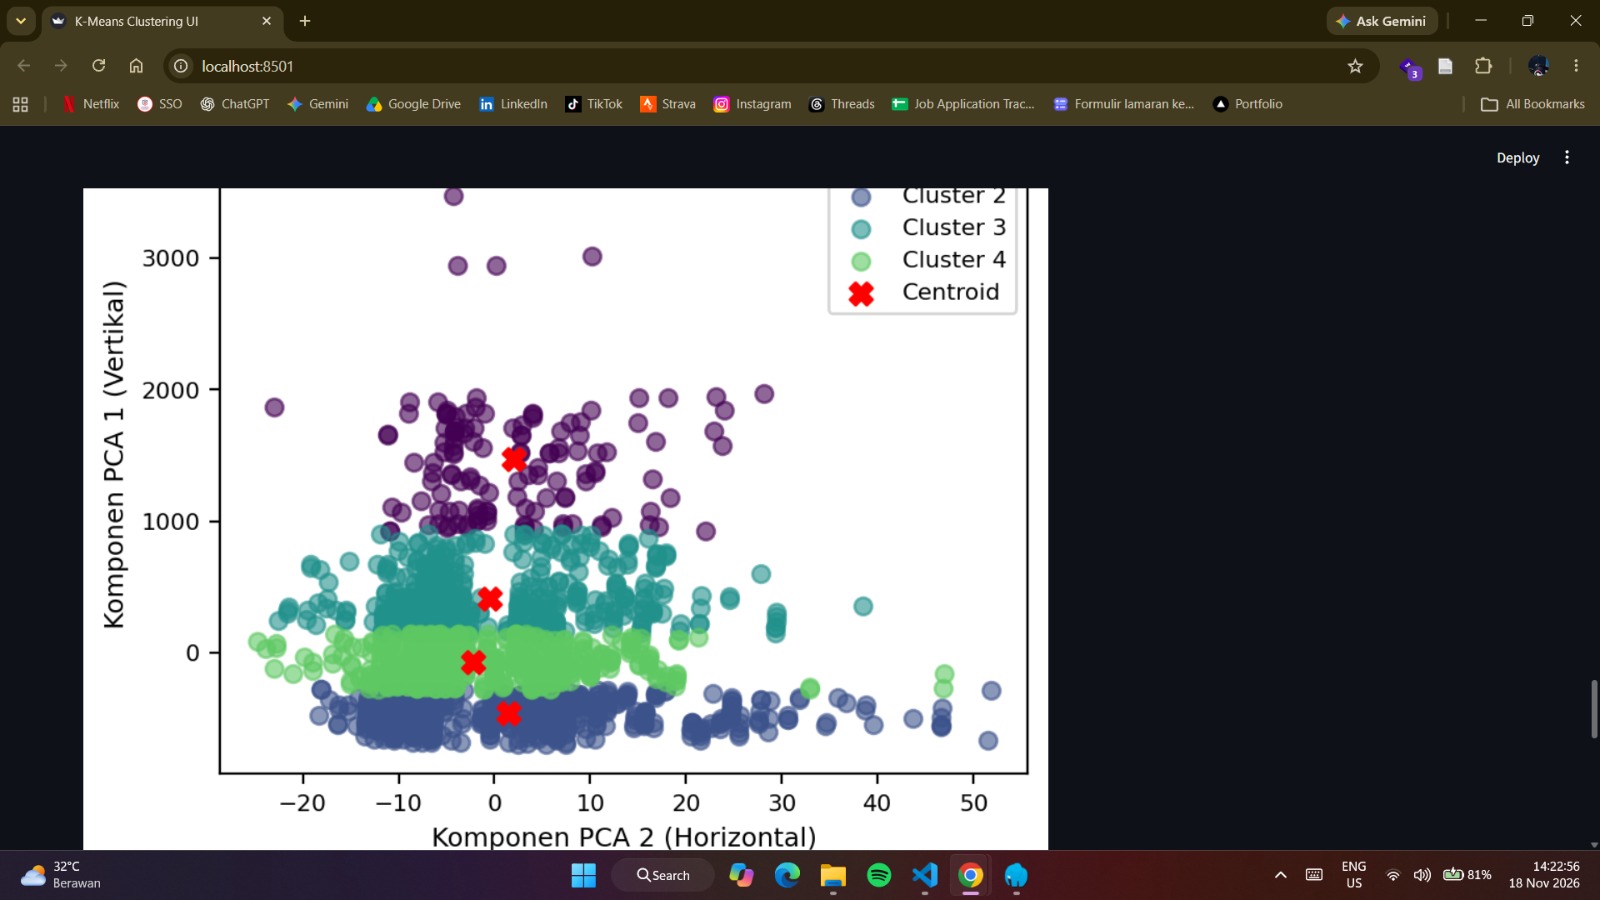 K-Means Clustering UI
Ask Gemini
localhost:8501
3
Netflix SSO ChatGPT Gemini Google Drive LinkedIn TikTok Strava Instagram Threads Job Application Trac... Formulir lamaran ke... Portfolio All Bookmarks
Deploy
Cluster 2
Cluster 3
Cluster 4
Centroid
Komponen PCA 1 (Vertikal)
3000
2000
1000
0
−20 −10 0 10 20 30 40 50
Komponen PCA 2 (Horizontal)
32°C
Berawan
Search
ENG
US
81%
14:22:56
18 Nov 2026